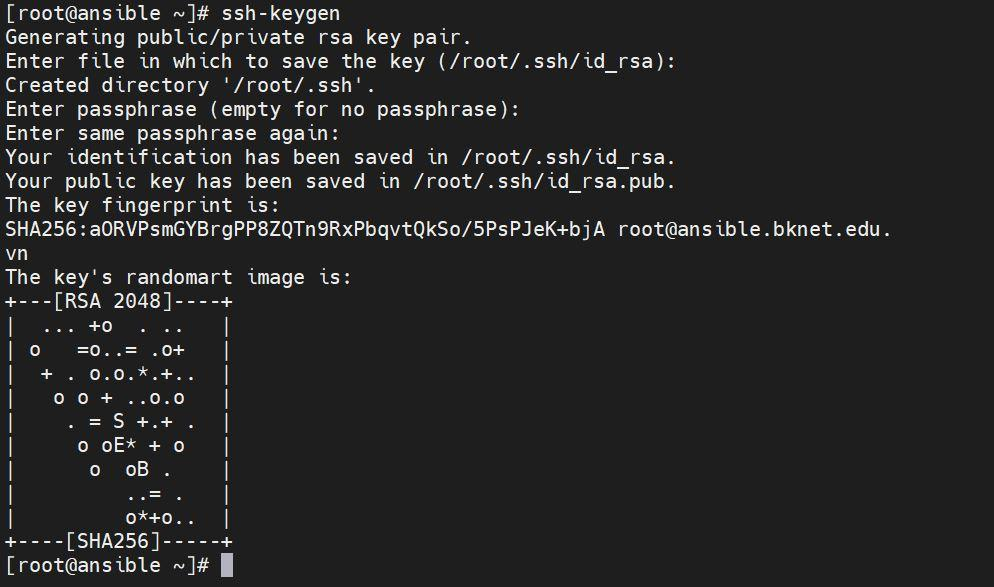 [root@ansible ~]# ssh-keygen
Generating public/private rsa key pair.
Enter file in which to save the key (/root/.ssh/id_rsa):
Created directory '/root/.ssh'.
Enter passphrase (empty for no passphrase):
Enter same passphrase again:
Your identification has been saved in /root/.ssh/id_rsa.
Your public key has been saved in /root/.ssh/id_rsa.pub.
The key fingerprint is:
SHA256:aORVPsmGYBrgPP8ZQTn9RxPbqvtQkSo/5PsPJeK+bjA root@ansible.bknet.edu.
vn
The key's randomart image is:
+---[RSA 2048]----+
|  ... +o  . ..   |
| o   =o..= .o+   |
|  + . o.o.*.+..  |
|   o o + ..o.o   |
|    . = S +.+ .  |
|     o oE* + o   |
|      o  oB .    |
|         ..= .   |
|         o*+o..  |
+----[SHA256]-----+
[root@ansible ~]#